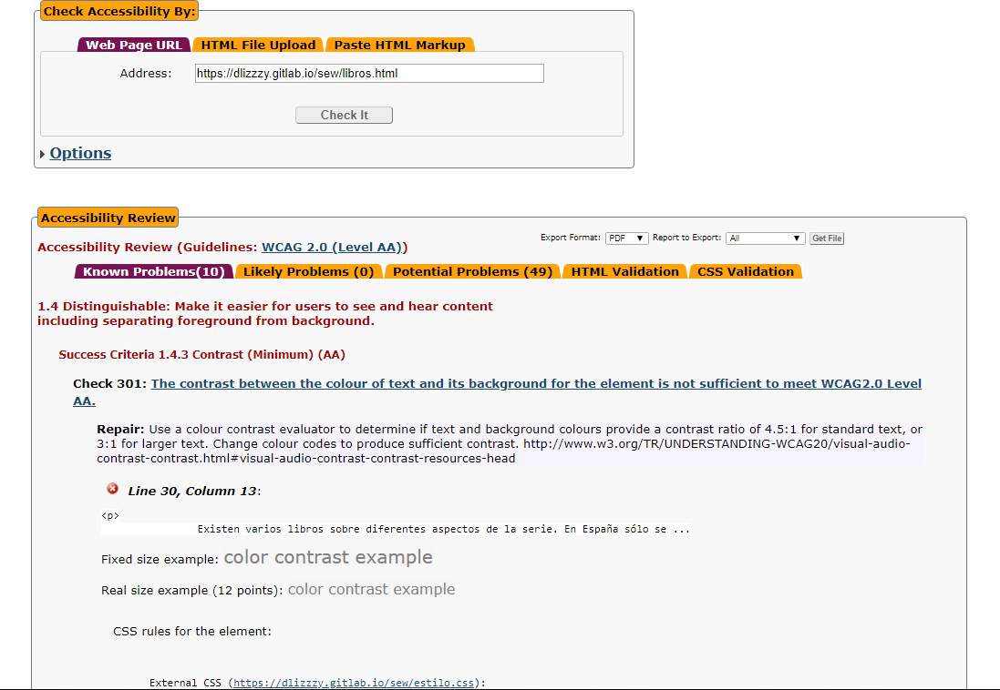 Check Accessibility By:
Web Page URL HTML File Upload Paste HTML Markup
Address: https://dlizzzy.gitlab.io/sew/libros.html
Check It
Options
Accessibility Review
Export Format: PDF Report to Export: All Get File
Accessibility Review (Guidelines: WCAG 2.0 (Level AA))
Known Problems(10) Likely Problems (0) Potential Problems (49) HTML Validation CSS Validation
1.4 Distinguishable: Make it easier for users to see and hear content
including separating foreground from background.
Success Criteria 1.4.3 Contrast (Minimum) (AA)
Check 301: The contrast between the colour of text and its background for the element is not sufficient to meet WCAG2.0 Level
AA.
Repair: Use a colour contrast evaluator to determine if text and background colours provide a contrast ratio of 4.5:1 for standard text, or
3:1 for larger text. Change colour codes to produce sufficient contrast. http://www.w3.org/TR/UNDERSTANDING-WCAG20/visual-audio-
contrast-contrast.html#visual-audio-contrast-contrast-resources-head
Line 30, Column 13:
<p>
Existen varios libros sobre diferentes aspectos de la serie. En España sólo se ...
Fixed size example: color contrast example
Real size example (12 points): color contrast example
CSS rules for the element:
External CSS (https://dlizzzy.gitlab.io/sew/estilo.css):